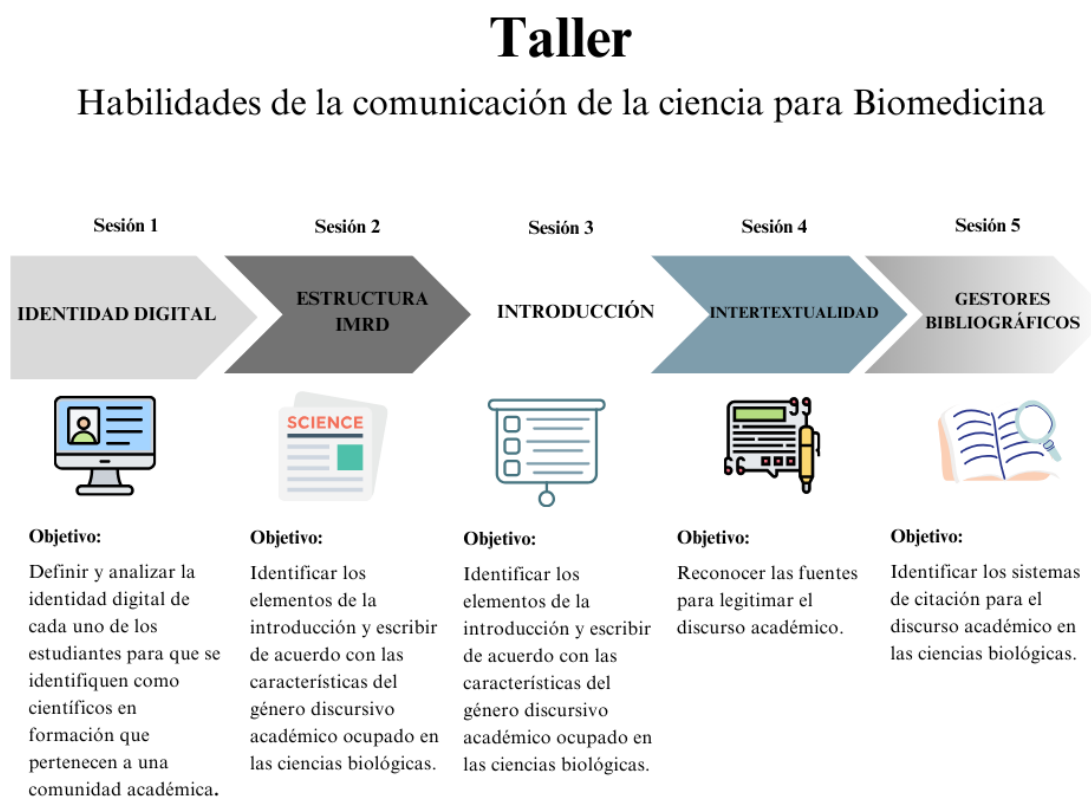 Taller
Habilidades de la comunicación de la ciencia para Biomedicina
Sesión 1
Sesión 2
Sesión 3
Sesión 4
Sesión 5
IDENTIDAD DIGITAL
ESTRUCTURA
IMRD
INTRODUCCIÓN
INTERTEXTUALIDAD
GESTORES
BIBLIOGRÁFICOS
SCIENCE
Objetivo:
Definir y analizar la
identidad digital de
cada uno de los
estudiantes para que se
identifiquen como
científicos en
formación que
pertenecen a una
comunidad académica.
Objetivo:
Identificar los
elementos de la
introducción y escribir
de acuerdo con las
características del
género discursivo
académico ocupado en
las ciencias biológicas.
Objetivo:
Identificar los
elementos de la
introducción y escribir
de acuerdo con las
características del
género discursivo
académico ocupado en
las ciencias biológicas.
Objetivo:
Reconocer las fuentes
para legitimar el
discurso académico.
Objetivo:
Identificar los sistemas
de citación para el
discurso académico en
las ciencias biológicas.